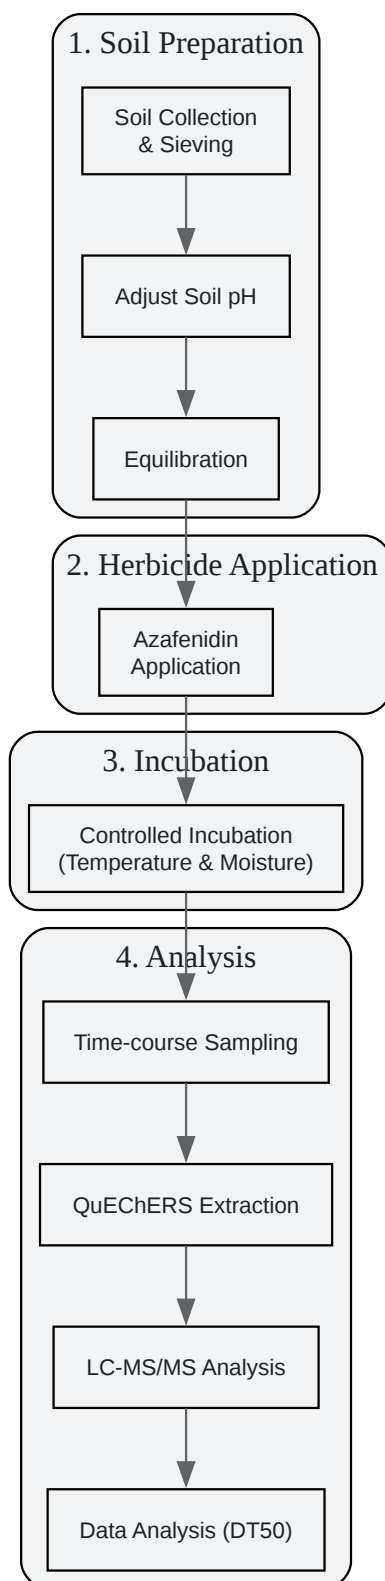 1. Soil Preparation
Soil Collection
& Sieving
Adjust Soil pH
Equilibration
2. Herbicide Application
Azafenidin
Application
3. Incubation
Controlled Incubation
(Temperature & Moisture)
4. Analysis
Time-course Sampling
QuEChERS Extraction
LC-MS/MS Analysis
Data Analysis (DT50)